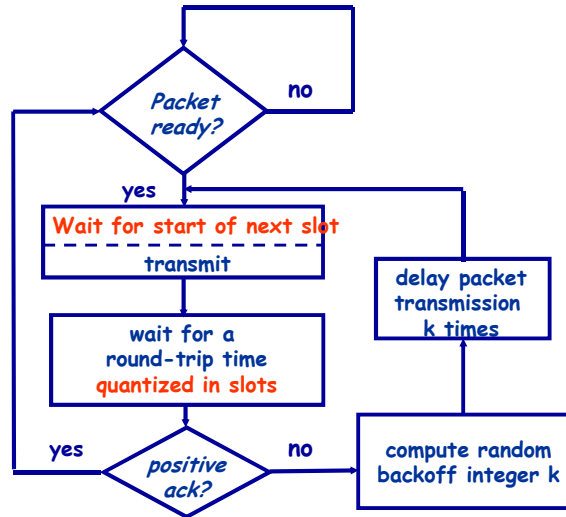 Packet
ready?
no
yes
Wait for start of next slot
transmit
delay packet
transmission
k times
wait for a
round-trip time
quantized in slots
yes
no
positive
ack?
compute random
backoff integer k